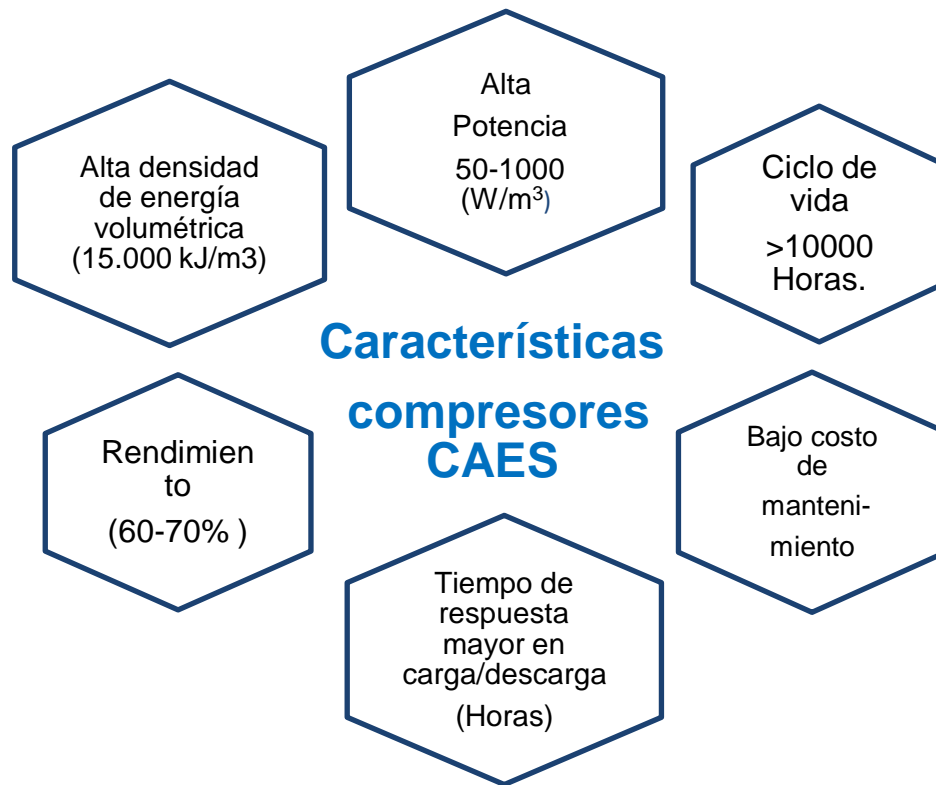 Alta
Potencia
50-1000
(W/m³)
Alta densidad
de energía
volumétrica
(15.000 kJ/m3)
Ciclo de
vida
>10000
Horas.
Características
compresores
CAES
Rendimien
to
(60-70% )
Bajo costo
de
manteni-
miento
Tiempo de
respuesta
mayor en
carga/descarga
(Horas)